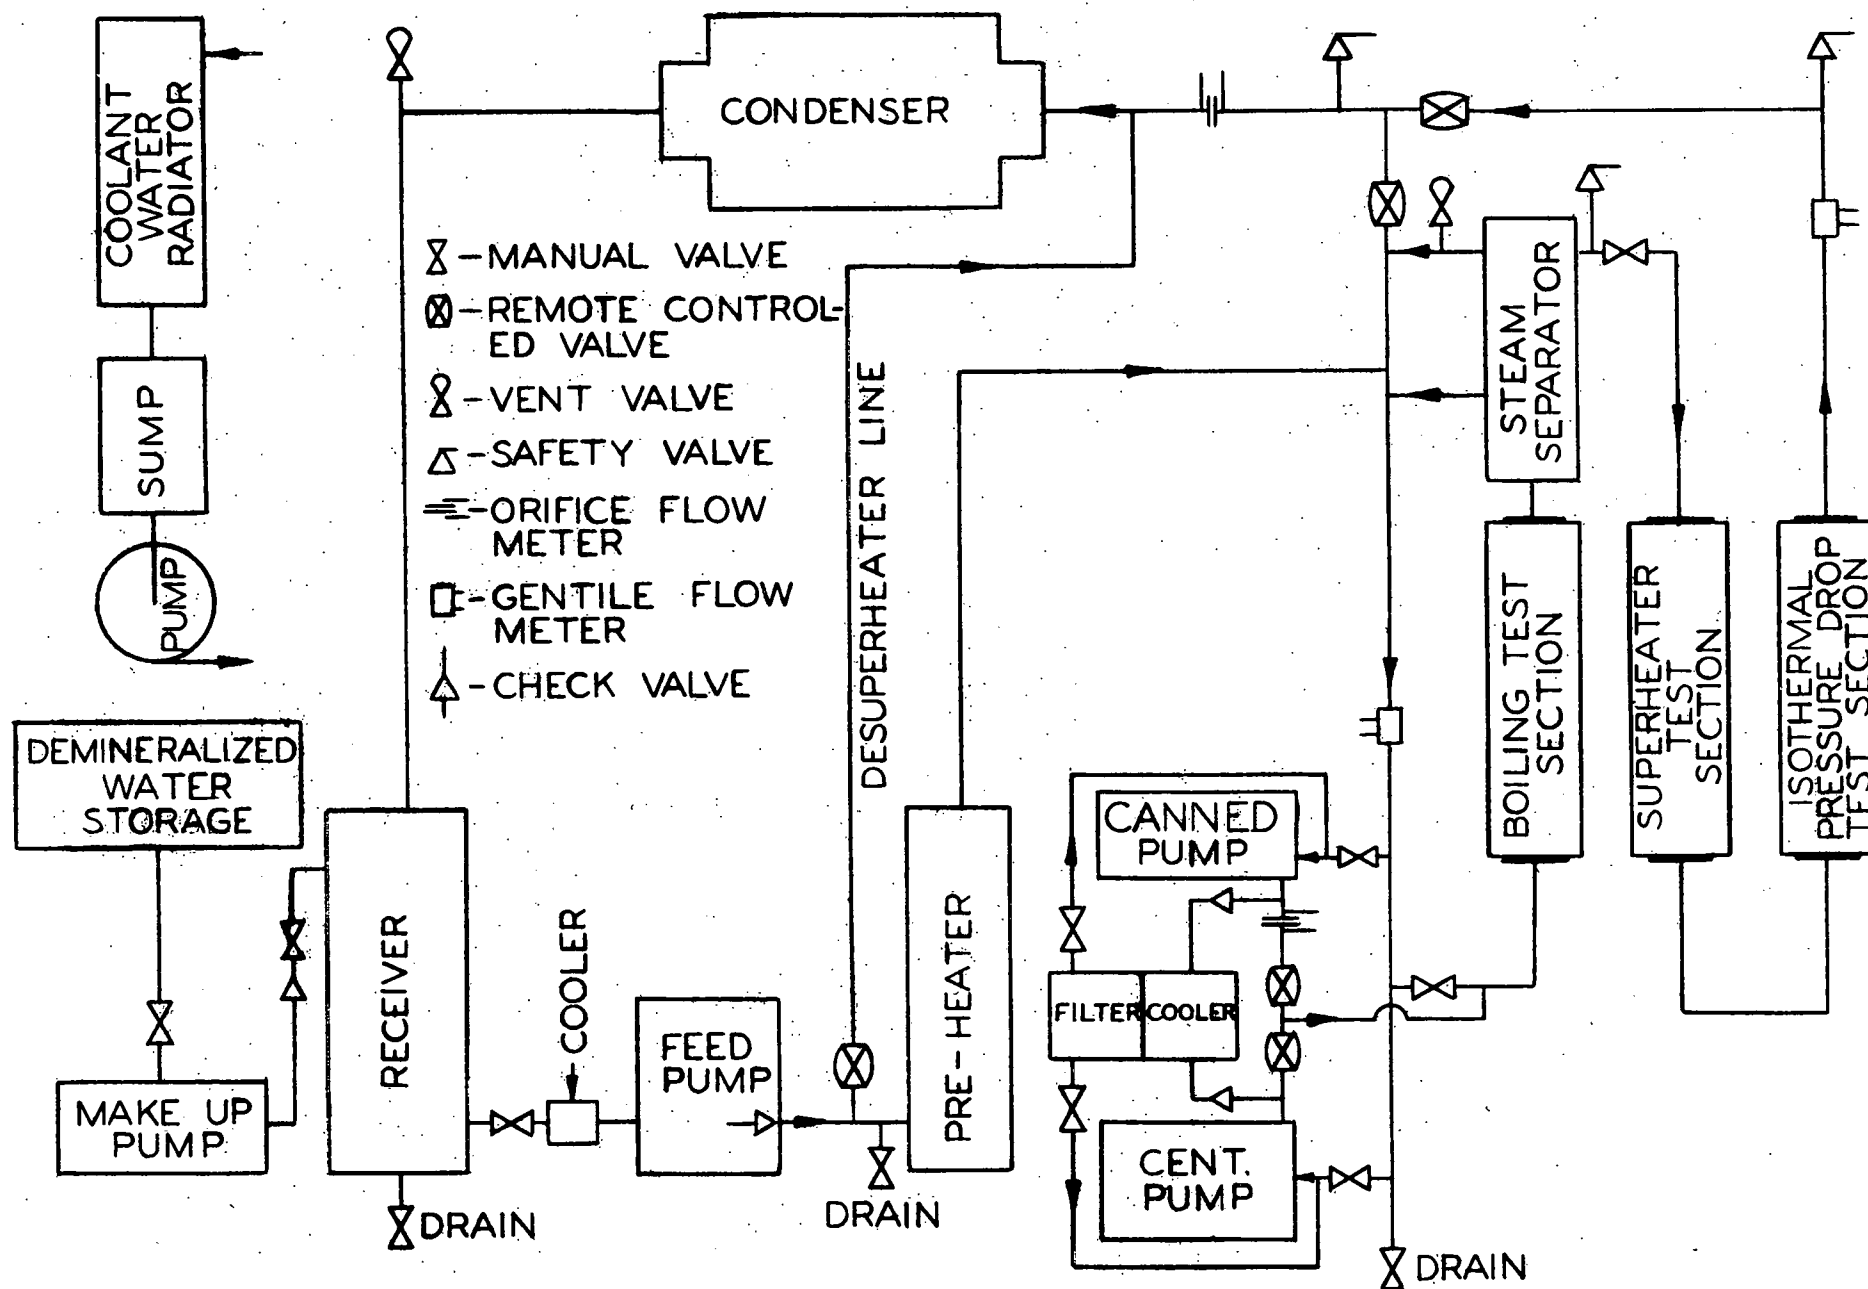 COOLANT
WATER
RADIATOR
SUMP
PUMP
CONDENSER
-MANUAL VALVE
-REMOTE CONTROL-
ED VALVE
-VENT VALVE
-SAFETY VALVE
-ORIFICE FLOW
METER
-GENTILE FLOW
METER
-CHECK VALVE
DESUPERHEATER LINE
STEAM
SEPARATOR
BOILING TEST
SECTION
SUPERHEATER
TEST
SECTION
ISOTHERMAL
PRESSURE DROP
TEST SECTION
DEMINERALIZED
WATER
STORAGE
MAKE UP
PUMP
RECEIVER
DRAIN
COOLER
FEED
PUMP
DRAIN
PRE-HEATER
CANNED
PUMP
FILTER
COOLER
CENT.
PUMP
DRAIN